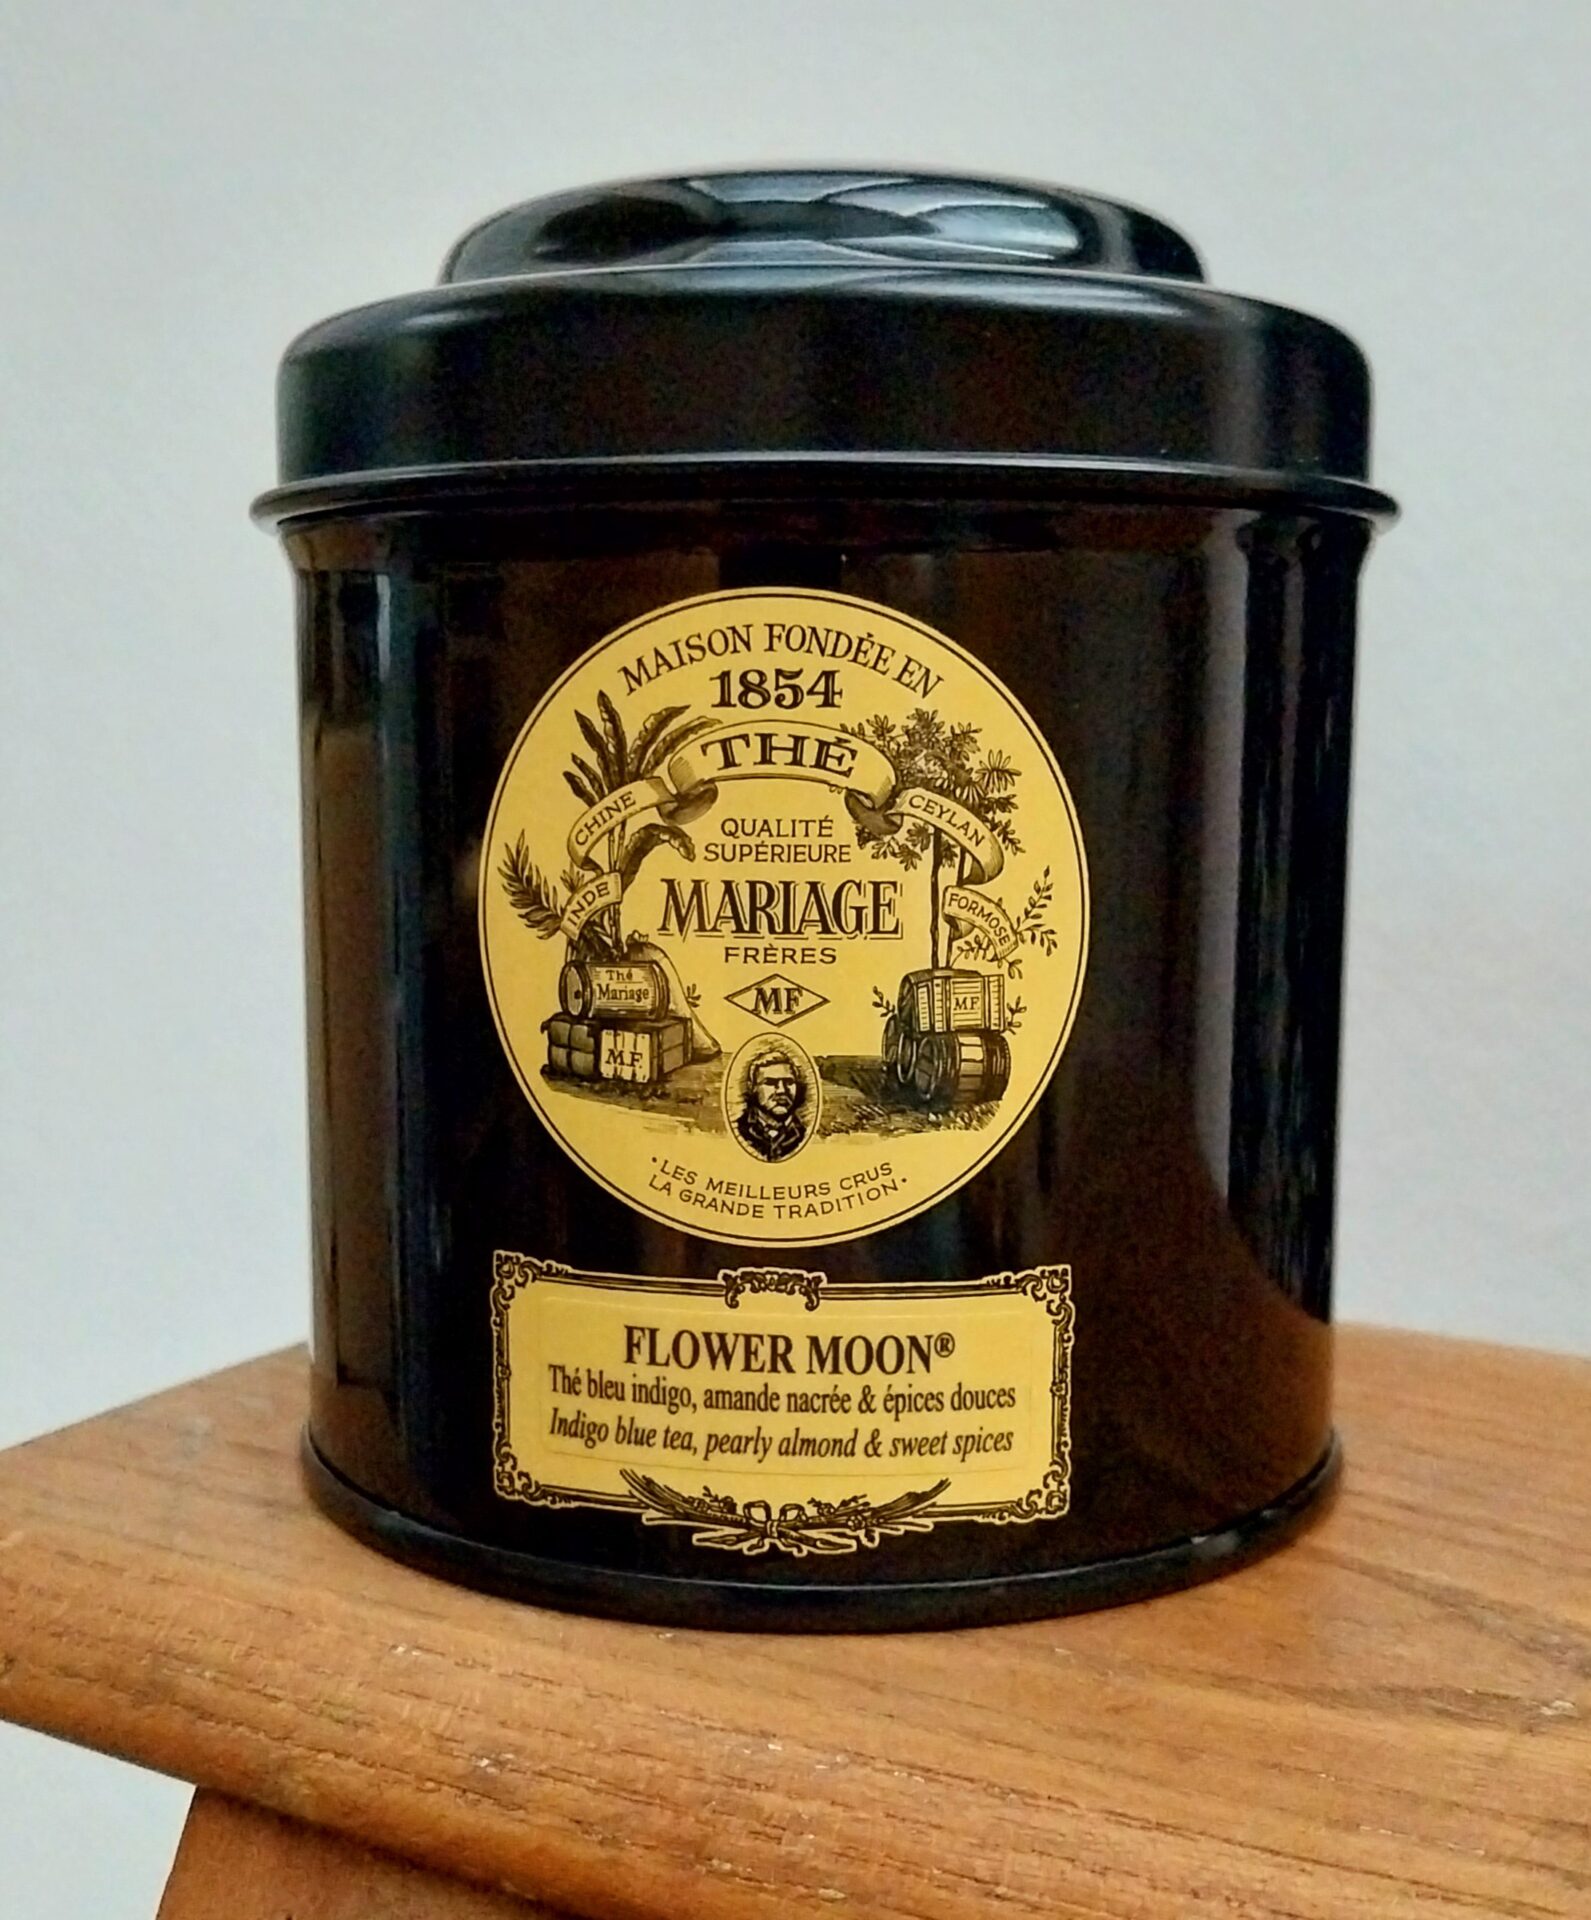 MAISON FONDÉE EN
1854
THÉ
CHINE
CEYLAN
INDE
FORMOSE
QUALITÉ
SUPÉRIEURE
MARIAGE
FRÈRES
MF
Thé
Mariage
M.F
MF
•LES MEILLEURS CRUS
LA GRANDE TRADITION•
FLOWER MOON®
Thé bleu indigo, amande nacrée & épices douces
Indigo blue tea, pearly almond & sweet spices